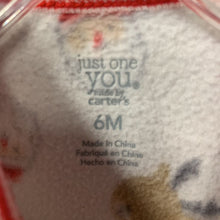 just one
you.
made by
carter's
6M
Made in China
Fabriqué en Chine
Hecho en China